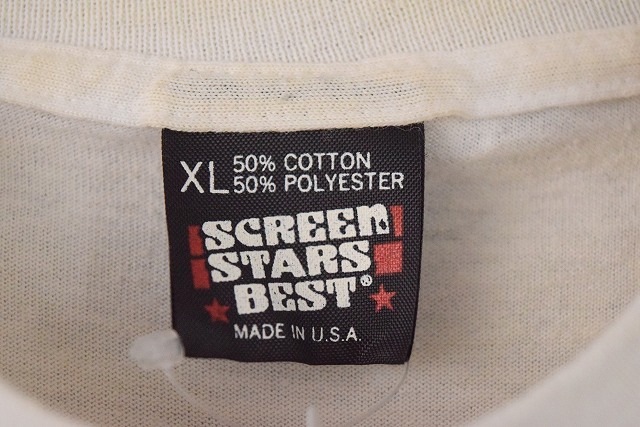 XL 50% COTTON
50% POLYESTER
SCREEN
STARS
BEST®
MADE IN U.S.A.